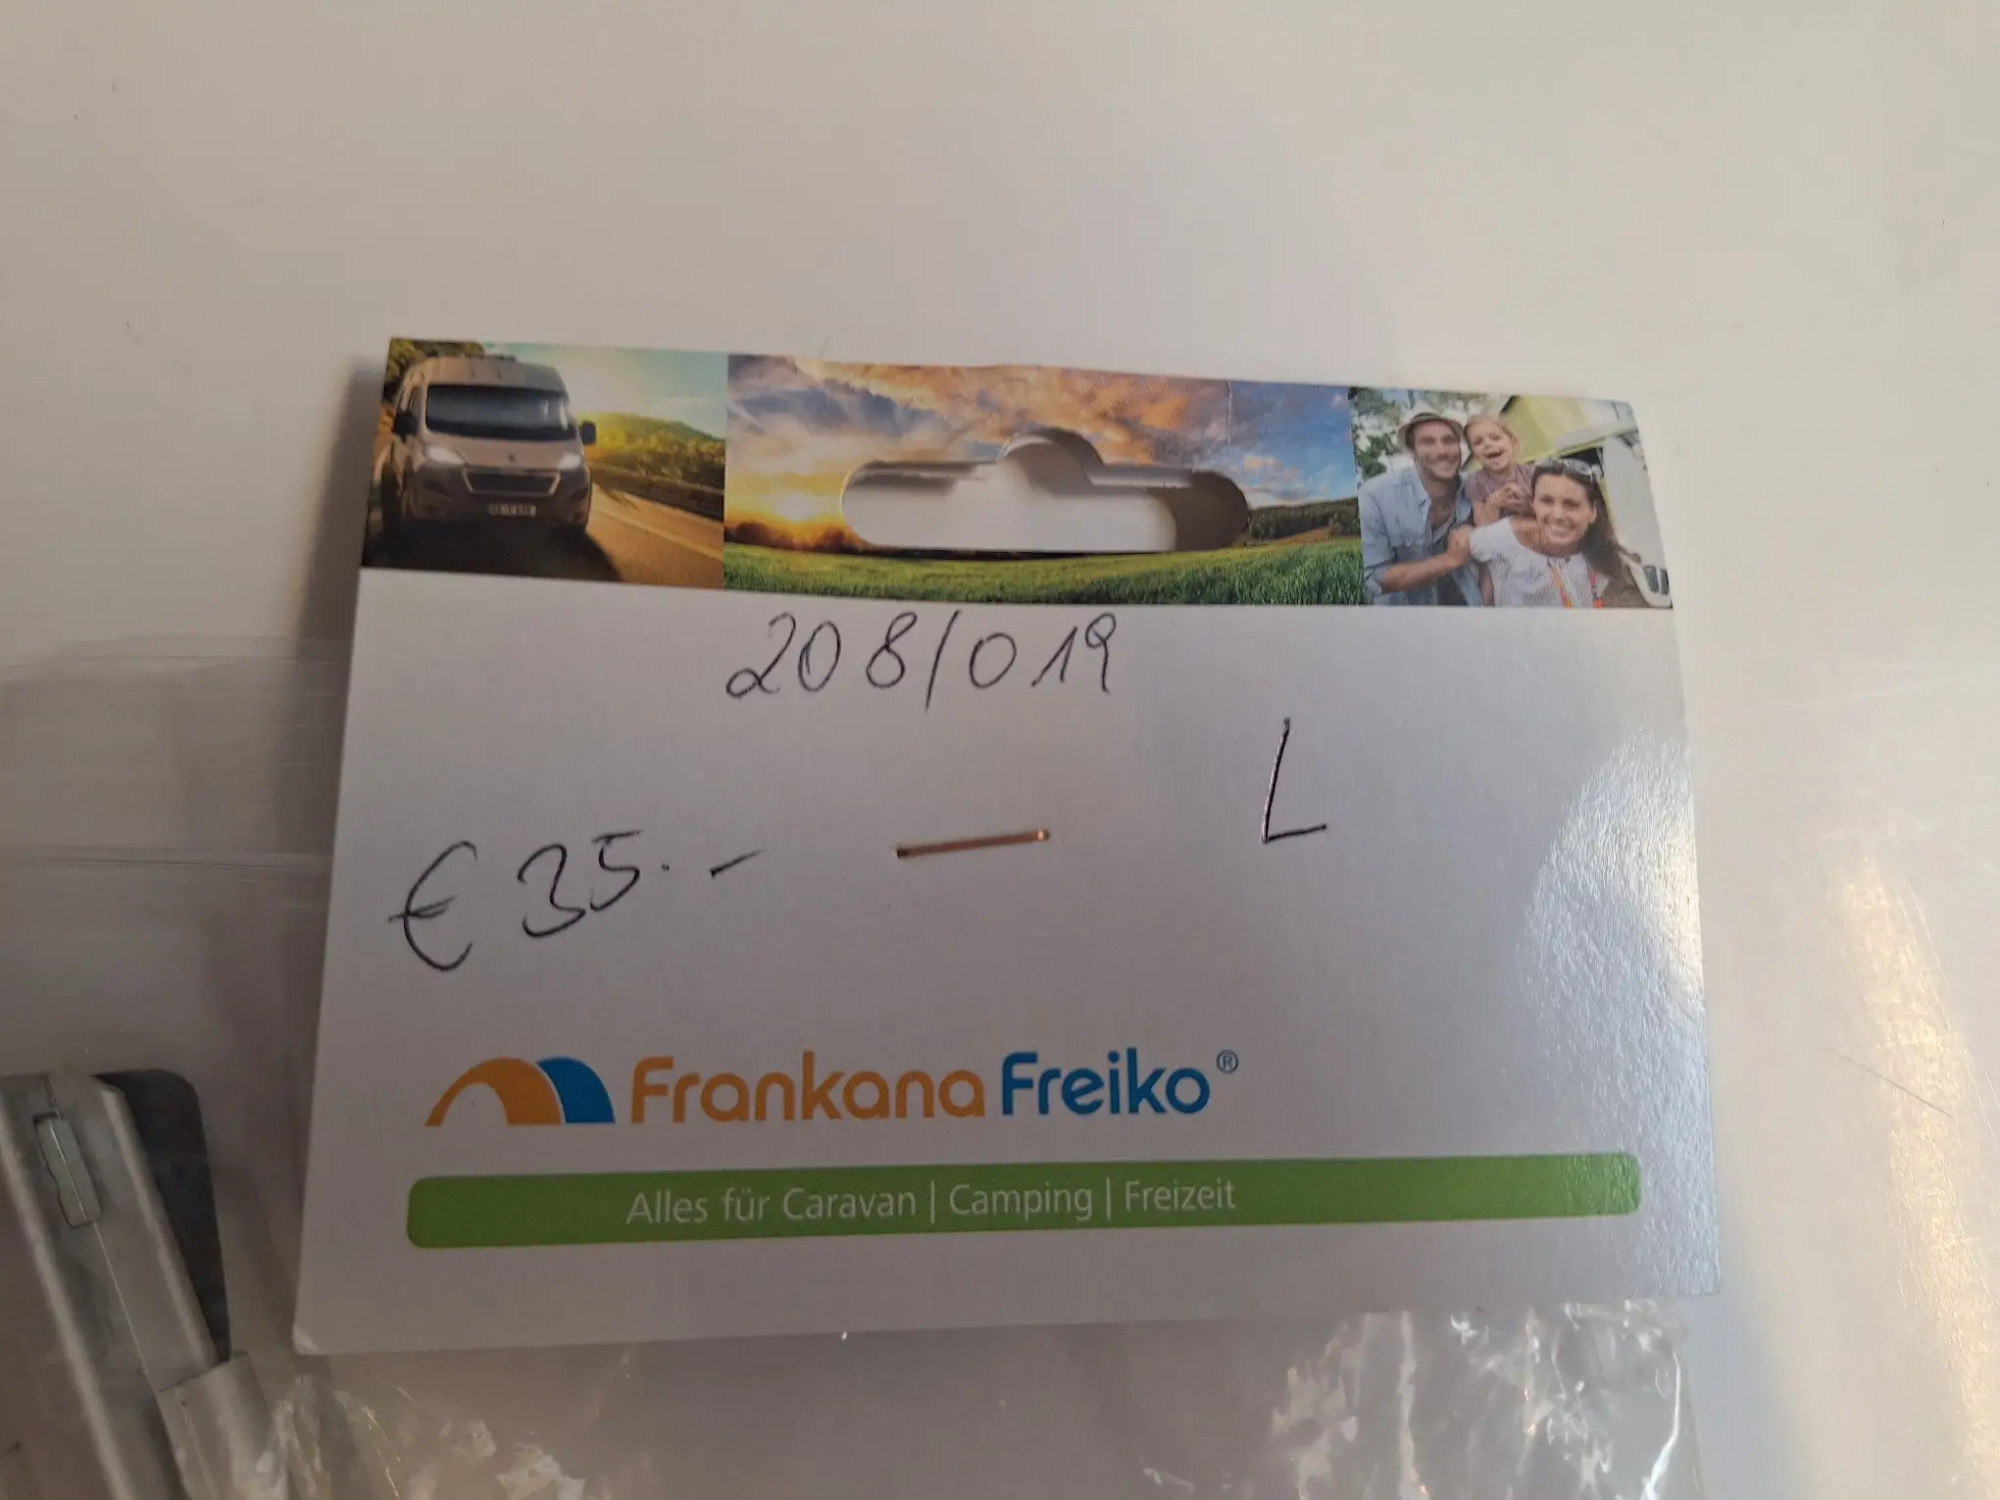 208/019
L
€ 35.-
Frankana Freiko®
Alles für Caravan | Camping | Freizeit